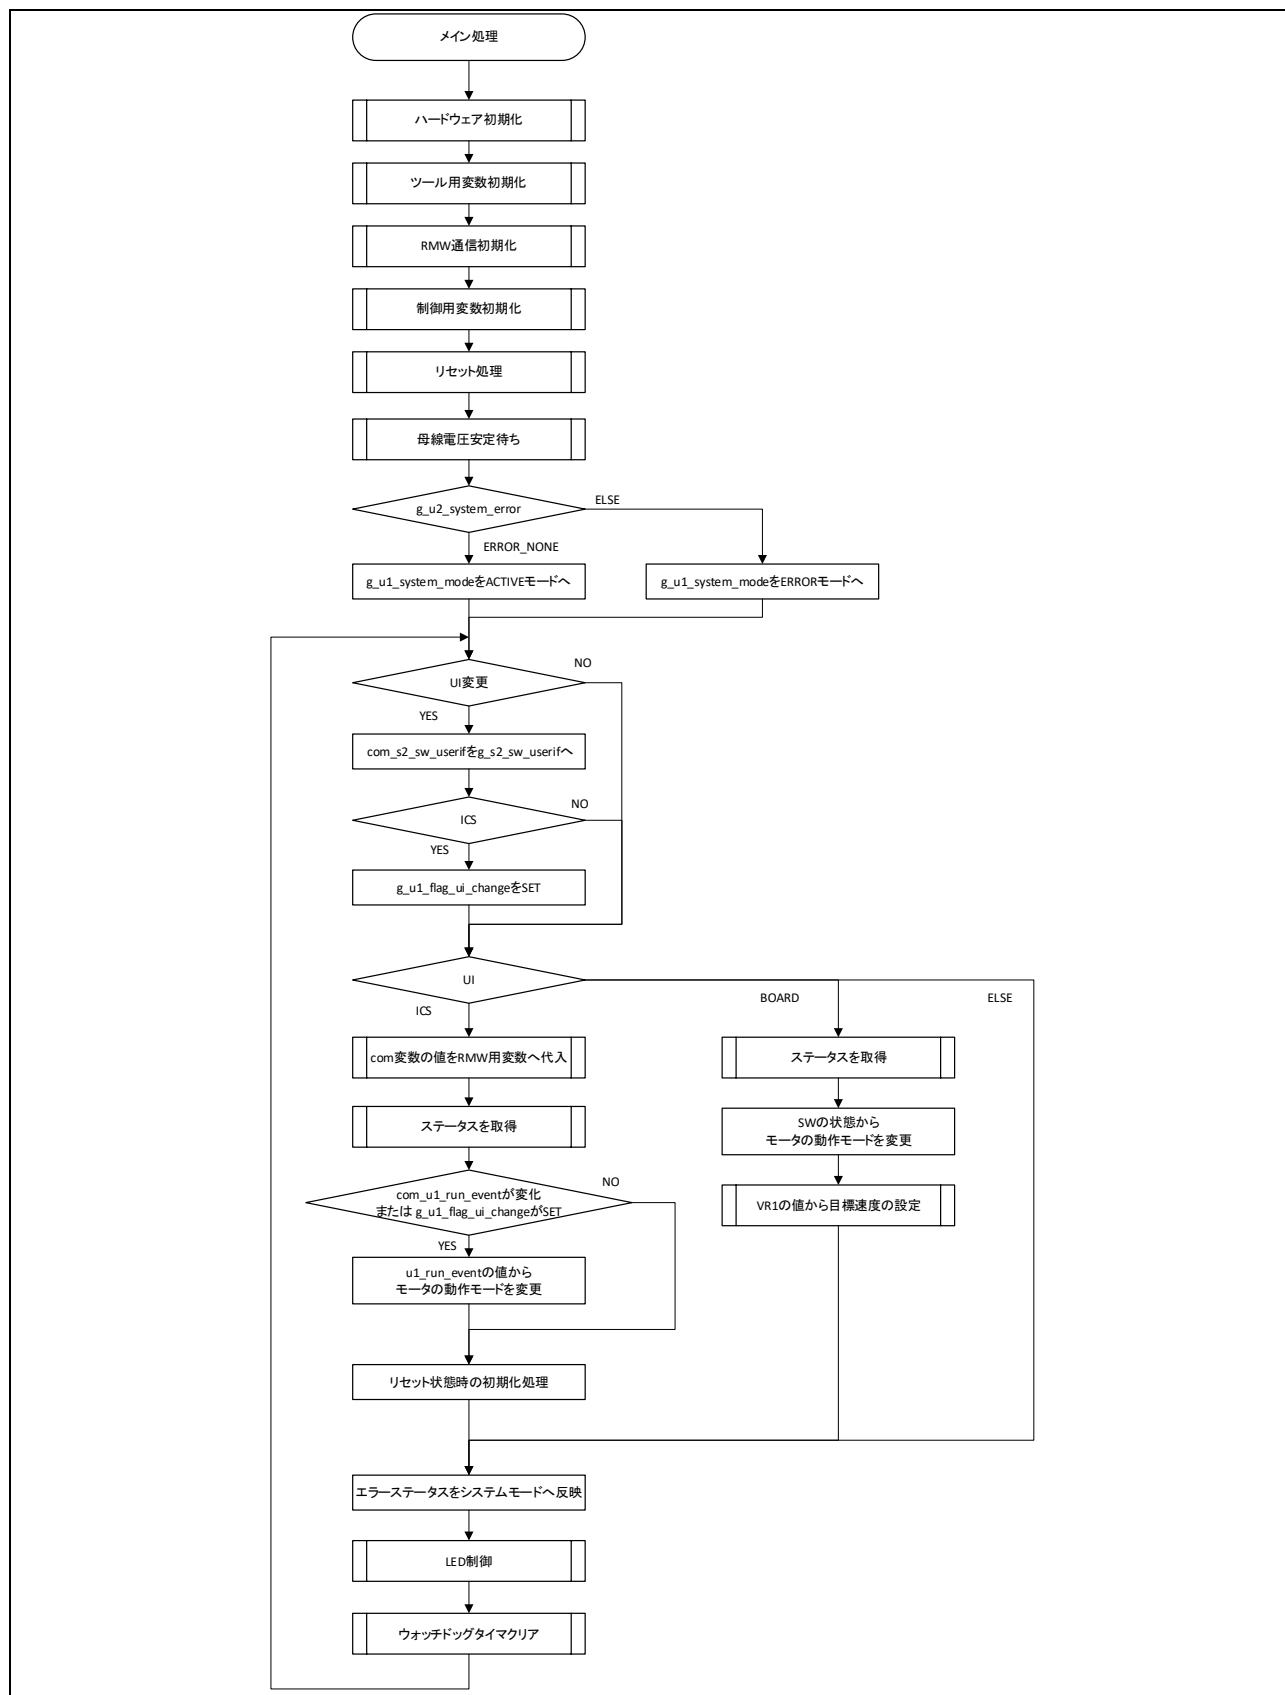 メイン処理
ハードウェア初期化
ツール用変数初期化
RMW通信初期化
制御用変数初期化
リセット処理
母線電圧安定待ち
g_u2_system_error
ELSE
ERROR_NONE
g_u1_system_modeをACTIVEモードへ
g_u1_system_modeをERRORモードへ
UI変更
NO
YES
com_s2_sw_userifをg_s2_sw_userifへ
ICS
NO
YES
g_u1_flag_ui_changeをSET
UI
ICS
BOARD
ELSE
com変数の値をRMW用変数へ代入
ステータスを取得
ステータスを取得
SWの状態から
モータの動作モードを変更
com_u1_run_eventが変化
または g_u1_flag_ui_changeがSET
NO
YES
VR1の値から目標速度の設定
u1_run_eventの値から
モータの動作モードを変更
リセット状態時の初期化処理
エラーステータスをシステムモードへ反映
LED制御
ウォッチドッグタイマクリア